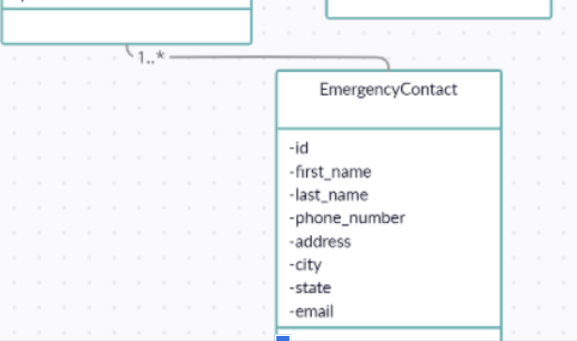 1..*
EmergencyContact
-id
-first_name
-last_name
-phone_number
-address
-city
-state
-email